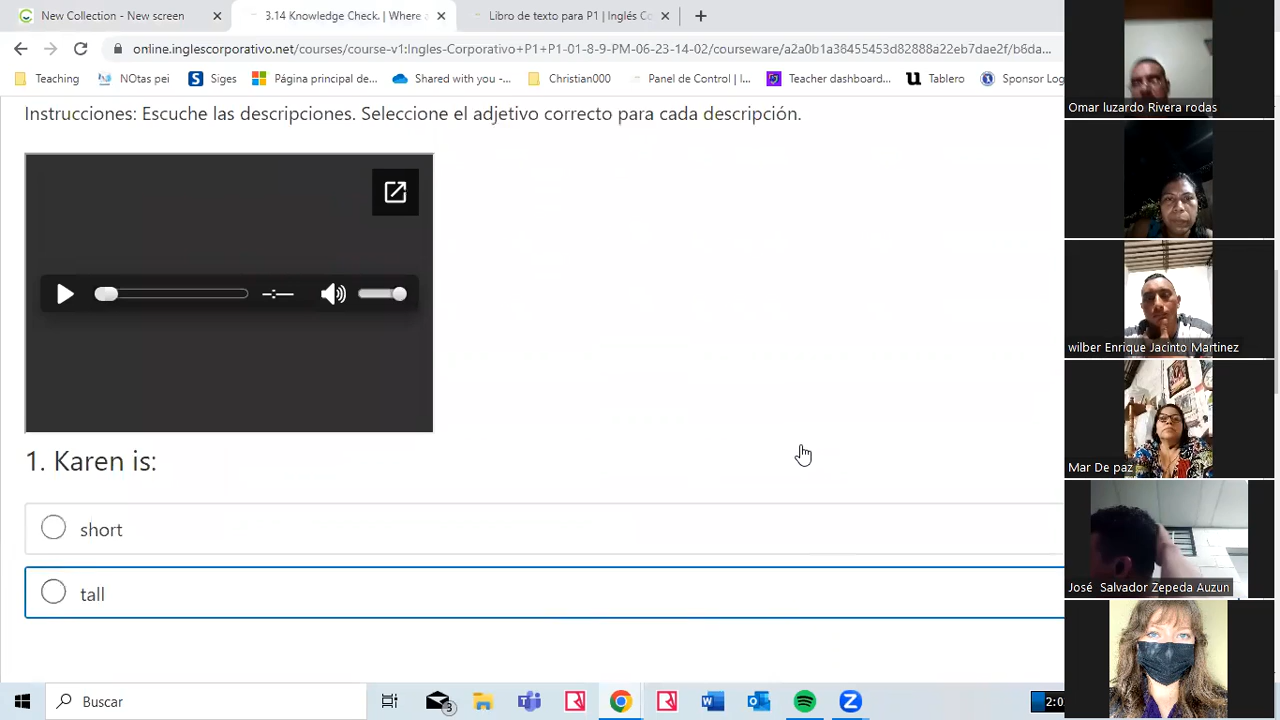 New Collection - New screen
3.14 Knowledge Check. | Where
Libro de texto para P1 | Inglés Co
online.inglescorporativo.net/courses/course-v1:Ingles-Corporativo+P1+P1-01-8-9-PM-06-23-14-02/courseware/a2a0b1a38455453d82888a22eb7dae2f/b6da...
Teaching
NOtas pei
Siges
Página principal de...
Shared with you -...
Christian000
Panel de Control | I...
Teacher dashboard...
Tablero
Sponsor Log
Instrucciones: Escuche las descripciones. Seleccione el adjetivo correcto para cada descripción.
1. Karen is:
short
tall
Omar luzardo Rivera rodas
wilber Enrique Jacinto Martinez
Mar De paz
José Salvador Zepeda Auzun
Buscar
3